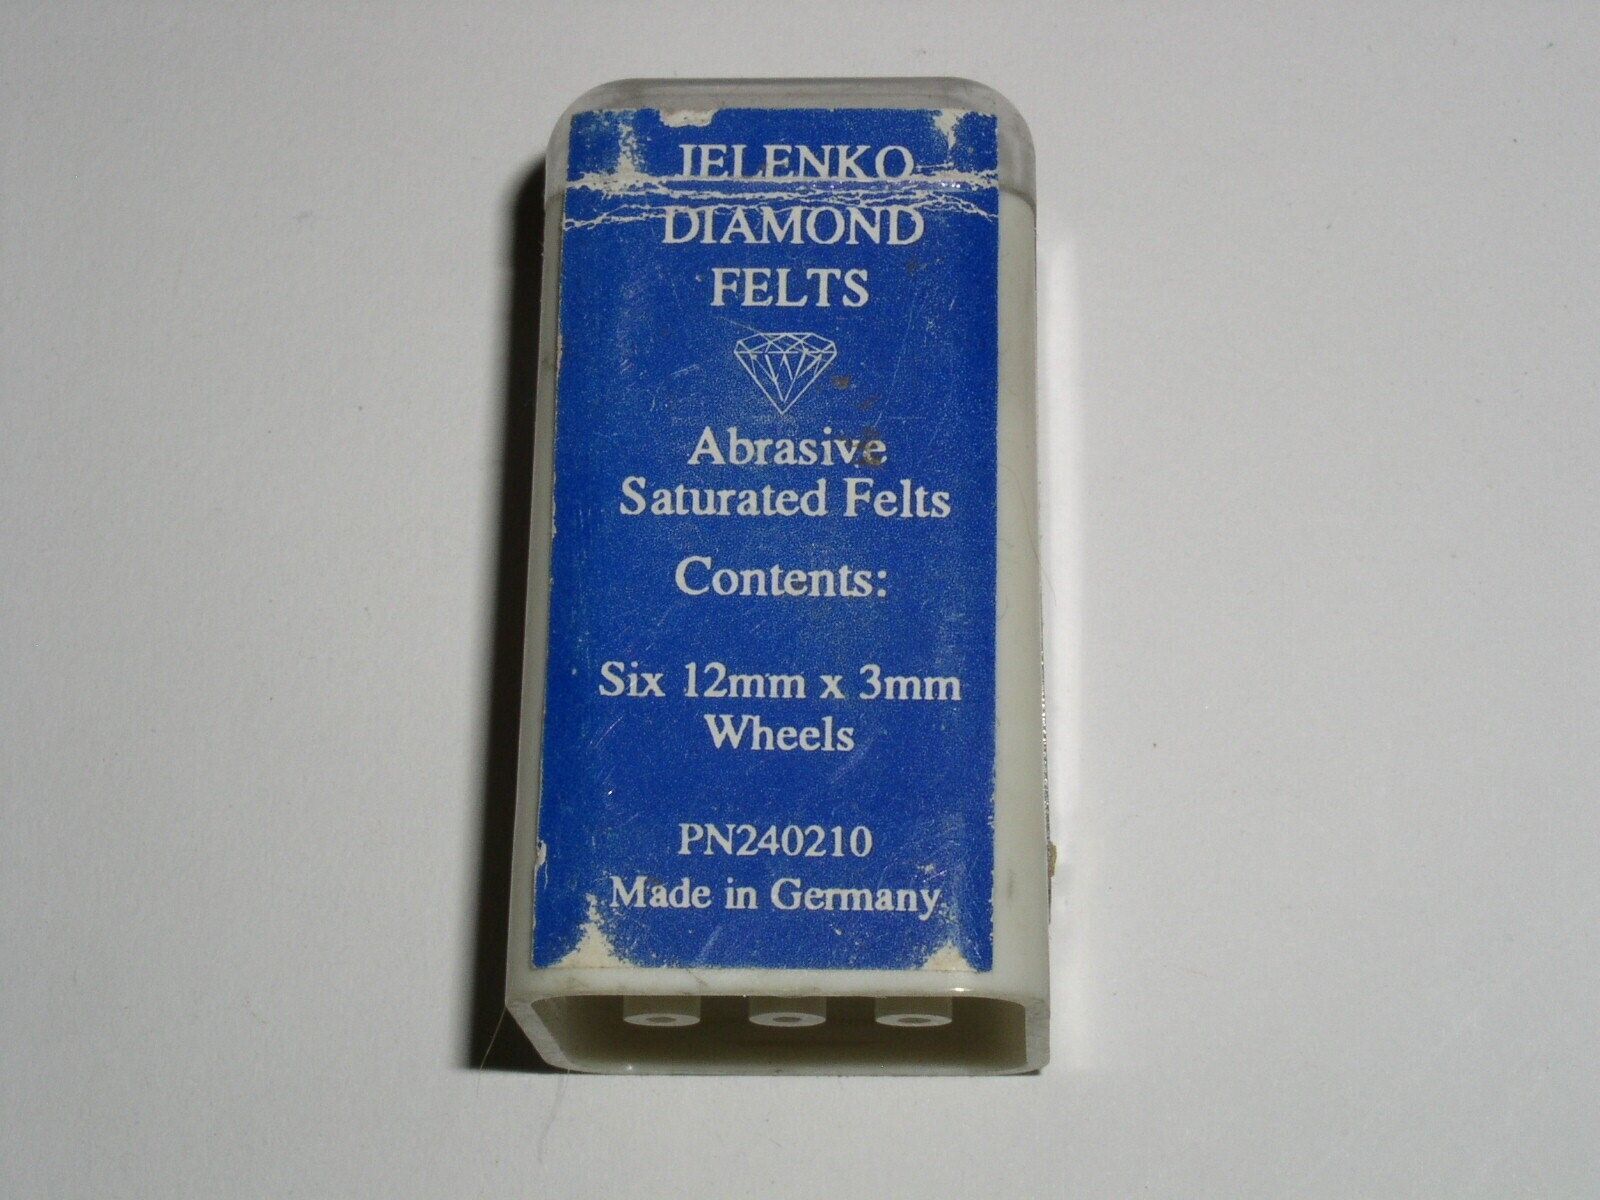 JELENKO
DIAMOND
FELTS
Abrasive
Saturated Felts
Contents:
Six 12mm x 3mm
Wheels
PN240210
Made in Germany